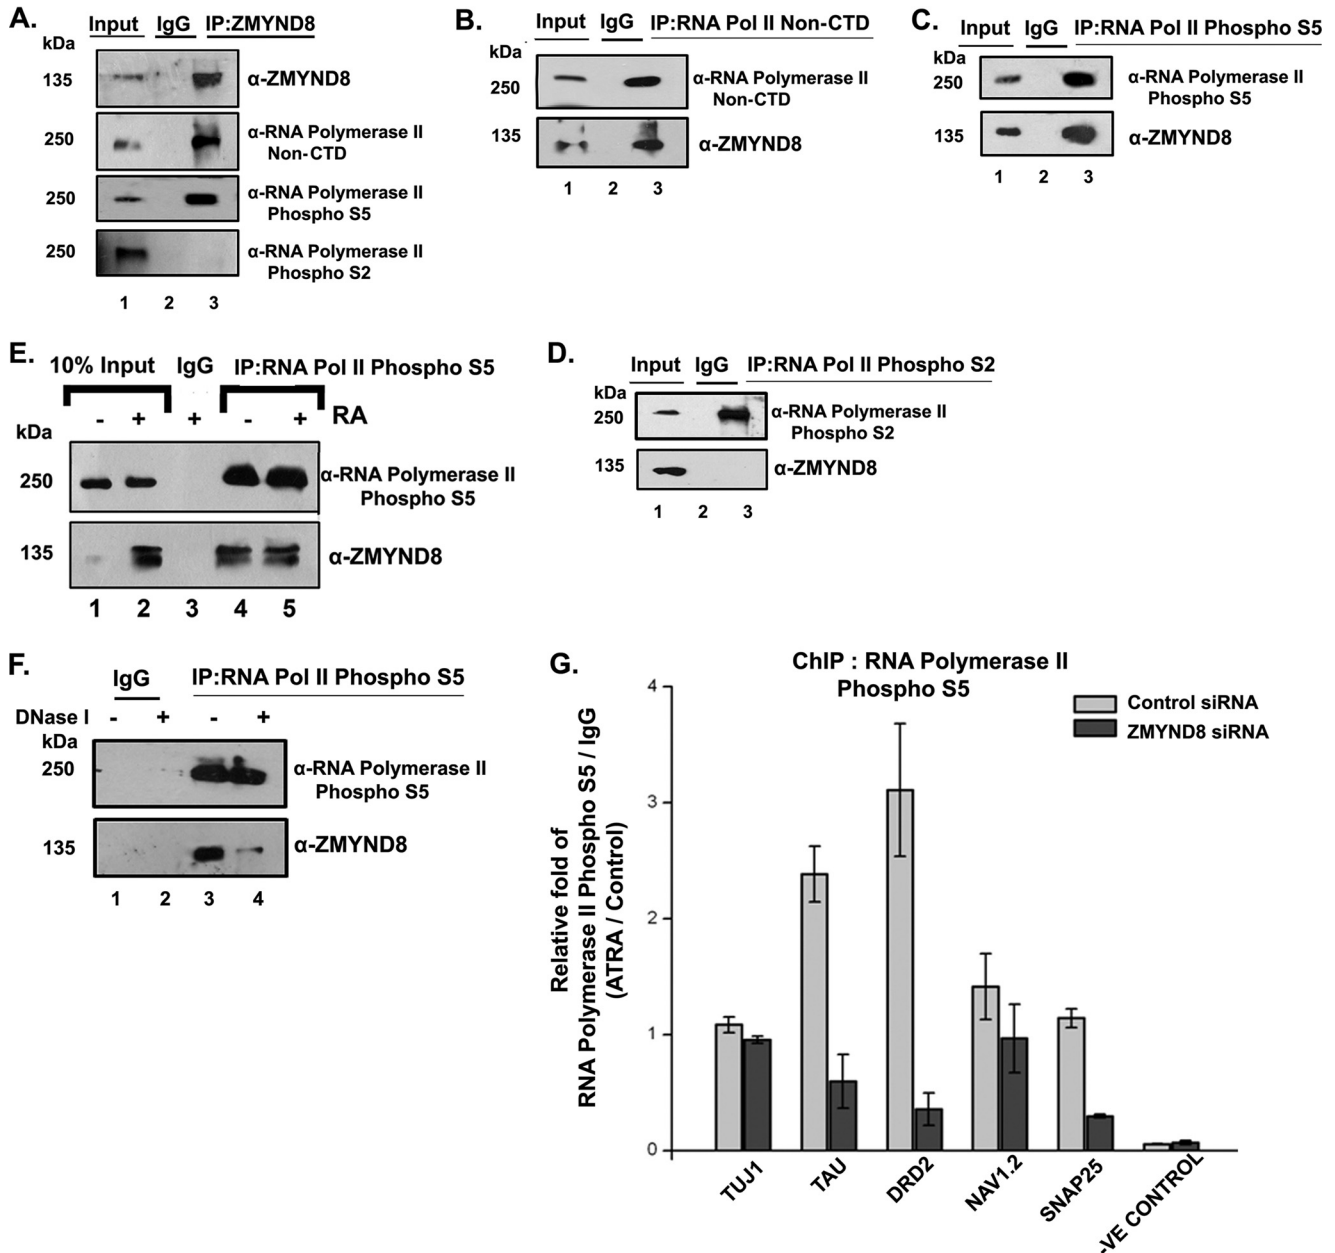 A.
Input IgG IP:ZMYND8
kDa
135 α-ZMYND8
250 α-RNA Polymerase II
Non-CTD
250 α-RNA Polymerase II
Phospho S5
250 α-RNA Polymerase II
Phospho S2
1 2 3
B.
Input IgG IP:RNA Pol II Non-CTD
kDa
250 α-RNA Polymerase II
Non-CTD
135 α-ZMYND8
1 2 3
C.
Input IgG IP:RNA Pol II Phospho S5
kDa
250 α-RNA Polymerase II
Phospho S5
135 α-ZMYND8
1 2 3
E.
10% Input IgG IP:RNA Pol II Phospho S5
- + + - + RA
kDa
250 α-RNA Polymerase II
Phospho S5
135 α-ZMYND8
1 2 3 4 5
D.
Input IgG IP:RNA Pol II Phospho S2
kDa
250 α-RNA Polymerase II
Phospho S2
135 α-ZMYND8
1 2 3
F.
IgG IP:RNA Pol II Phospho S5
DNase I - + - +
kDa
250 α-RNA Polymerase II
Phospho S5
135 α-ZMYND8
1 2 3 4
G.
ChIP : RNA Polymerase II
Phospho S5
Control siRNA
ZMYND8 siRNA
Relative fold of
RNA Polymerase II Phospho S5 / IgG
(ATRA / Control)
4
3
2
1
0
TUJ1 TAU DRD2 NAV1.2 SNAP25 -VE CONTROL